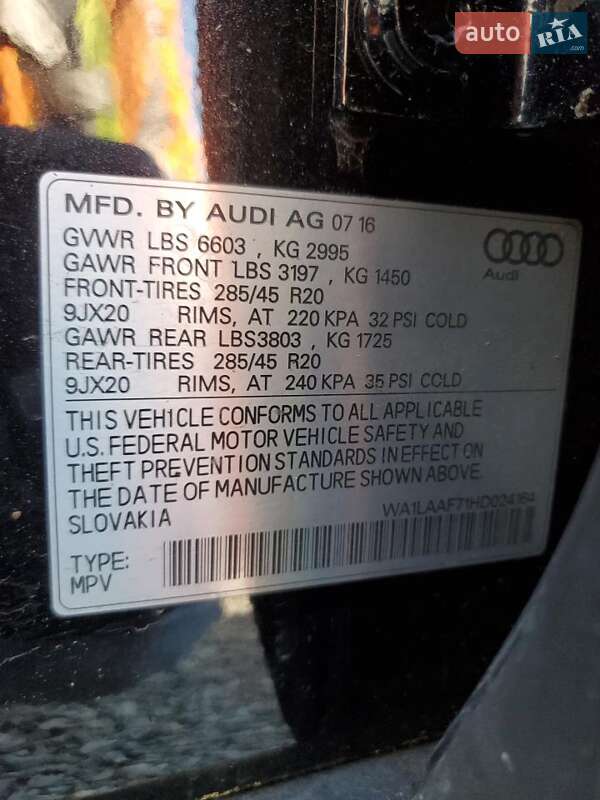 auto RIA
.com
MFD. BY AUDI AG 07 16
GVWR LBS 6603 , KG 2995
GAWR FRONT LBS 3197 , KG 1450
FRONT-TIRES 285/45 R20
9JX20 RIMS, AT 220 KPA 32 PSI COLD
GAWR REAR LBS3803 , KG 1725
REAR-TIRES 285/45 R20
9JX20 RIMS, AT 240 KPA 35 PSI COLD
Audi
THIS VEHICLE CONFORMS TO ALL APPLICABLE
U.S. FEDERAL MOTOR VEHICLE SAFETY AND
THEFT PREVENTION STANDARDS IN EFFECT ON
THE DATE OF MANUFACTURE SHOWN ABOVE.
SLOVAKIA
WA1LAAF71HD024164
TYPE:
MPV